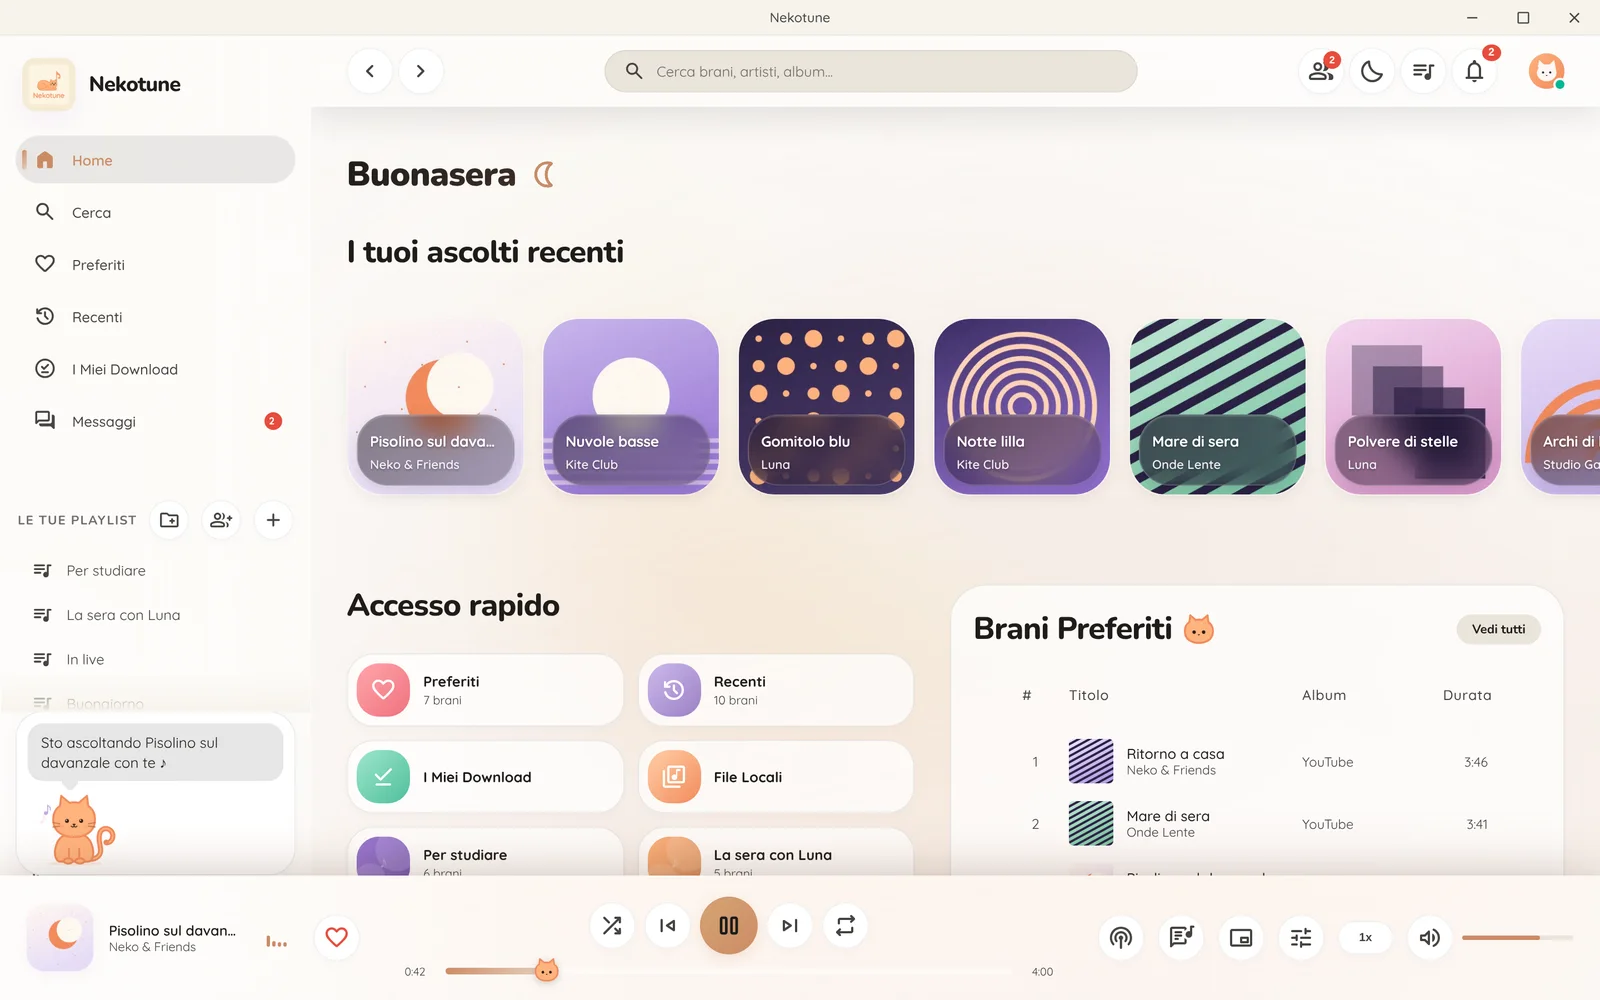 Nekotune
Nekotune
Nekotune
Cerca brani, artisti, album...
2
2
Home
Cerca
Preferiti
Recenti
I Miei Download
Messaggi
2
LE TUE PLAYLIST
Per studiare
La sera con Luna
In live
Buongiorno
Sto ascoltando Pisolino sul
davanzale con te ♪
Buonasera
I tuoi ascolti recenti
Pisolino sul dava...
Neko & Friends
Nuvole basse
Kite Club
Gomitolo blu
Luna
Notte lilla
Kite Club
Mare di sera
Onde Lente
Polvere di stelle
Luna
Archi di
Studio Ga
Accesso rapido
Preferiti
7 brani
Recenti
10 brani
I Miei Download
File Locali
Per studiare
6 brani
La sera con Luna
5 brani
Brani Preferiti
Vedi tutti
# Titolo Album Durata
1 Ritorno a casa YouTube 3:46
Neko & Friends
2 Mare di sera YouTube 3:41
Onde Lente
Pisolino sul davan...
Neko & Friends
0:42
4:00
1x